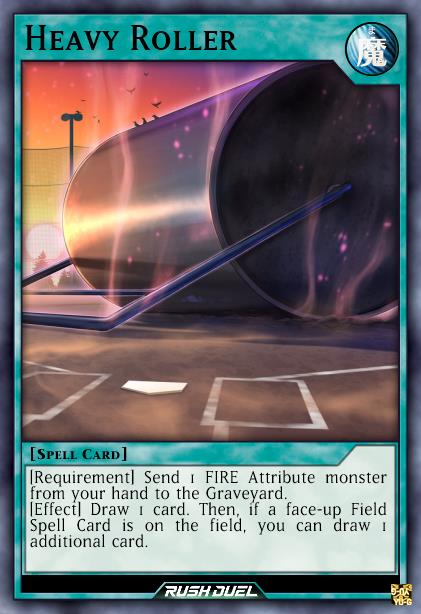 HEAVY ROLLER
ま
魔
[SPELL CARD]
[Requirement] Send 1 FIRE Attribute monster
from your hand to the Graveyard.
[Effect] Draw 1 card. Then, if a face-up Field
Spell Card is on the field, you can draw 1
additional card.
RUSH DUEL